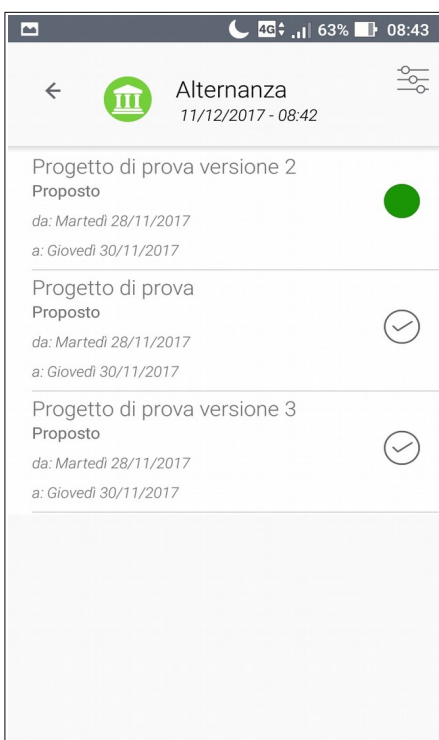 4G 63% 08:43
Alternanza
11/12/2017 - 08:42
Progetto di prova versione 2
Proposto
da: Martedì 28/11/2017
a: Giovedì 30/11/2017
Progetto di prova
Proposto
da: Martedì 28/11/2017
a: Giovedì 30/11/2017
Progetto di prova versione 3
Proposto
da: Martedì 28/11/2017
a: Giovedì 30/11/2017